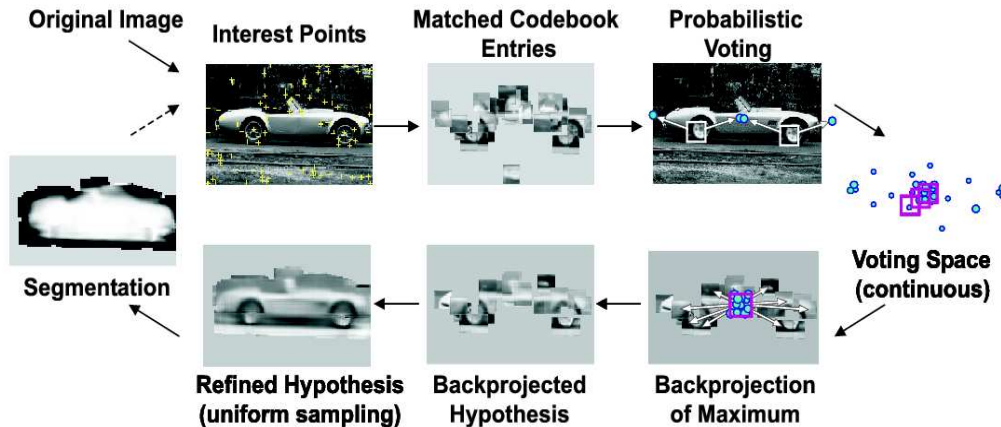 Original Image
Interest Points
Matched Codebook
Entries
Probabilistic
Voting
Voting Space
(continuous)
Segmentation
Refined Hypothesis
(uniform sampling)
Backprojected
Hypothesis
Backprojection
of Maximum